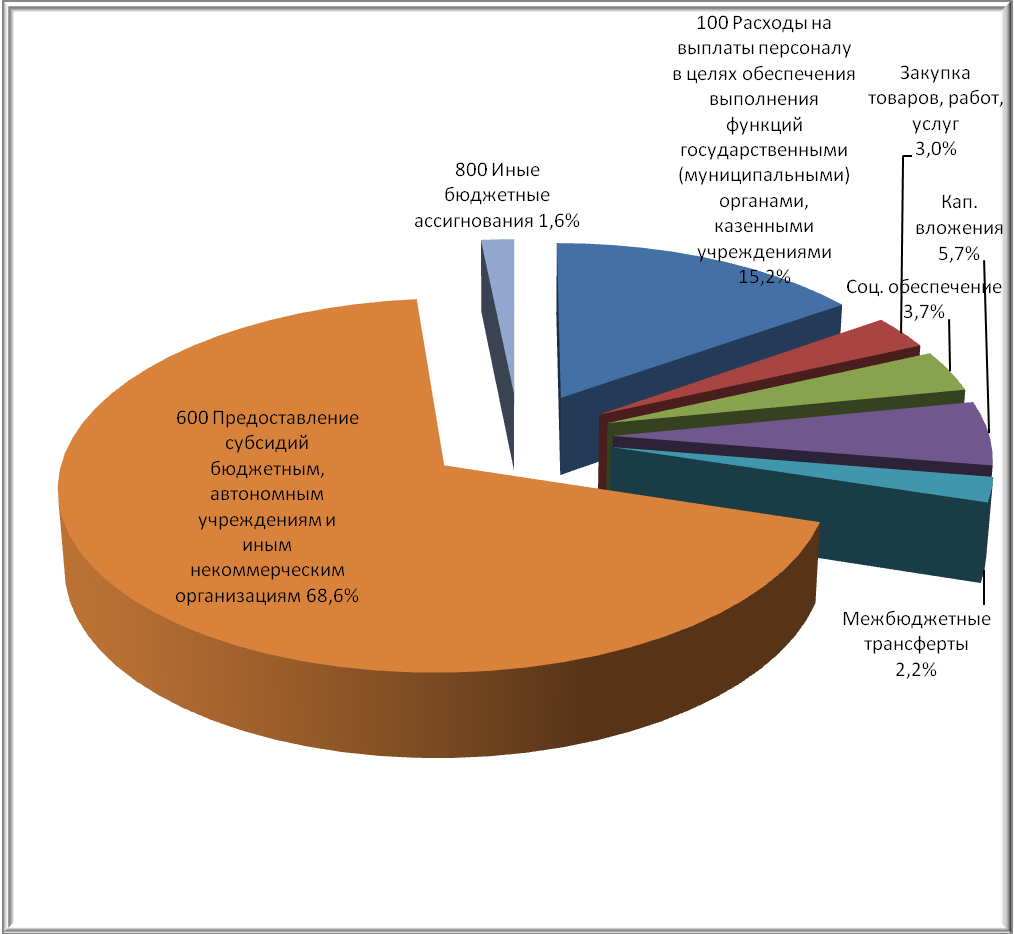 100 Расходы на
выплаты персоналу
в целях обеспечения
выполнения
функций
государственными
(муниципальными)
органами,
казенными
учреждениями
15,2%
Закупка
товаров, работ,
услуг
3,0%
800 Иные
бюджетные
ассигнования 1,6%
Кап.
вложения
5,7%
Соц. обеспечение
3,7%
600 Предоставление
субсидий
бюджетным,
автономным
учреждениям и
иным
некоммерческим
организациям 68,6%
Межбюджетные
трансферты
2,2%